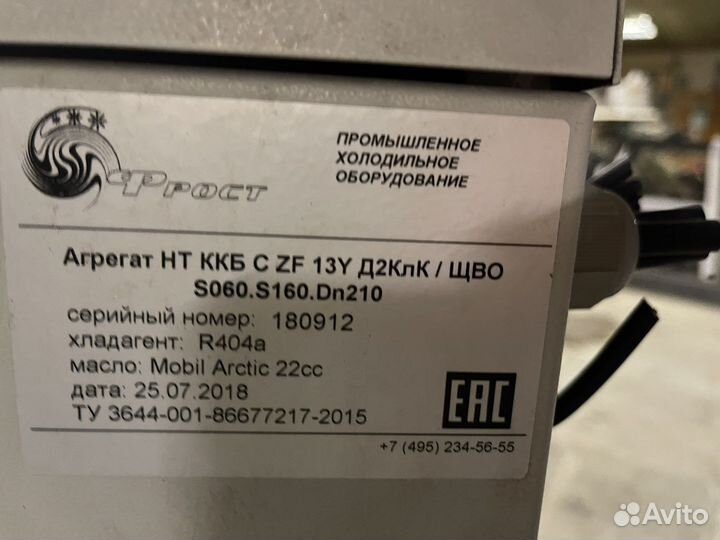 Фрост
ПРОМЫШЛЕННОЕ
ХОЛОДИЛЬНОЕ
ОБОРУДОВАНИЕ
Агрегат НТ ККБ С ZF 13Y Д2КлК / ЩВО
S060.S160.Dn210
серийный номер: 180912
хладагент: R404a
масло: Mobil Arctic 22cc
дата: 25.07.2018
ТУ 3644-001-86677217-2015
EAC
+7 (495) 234-56-55
Avito